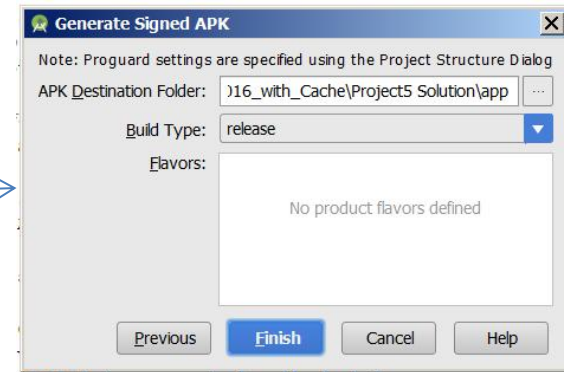 Generate Signed APK
Note: Proguard settings are specified using the Project Structure Dialog
APK Destination Folder: )16_with_Cache\Project5 Solution\app ...
Build Type: release
Flavors:
No product flavors defined
Previous Finish Cancel Help